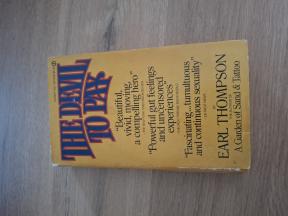 THE DEVIL
TO PAY
"Beautiful,
vivid, moving,
a compelling hero"
"Powerful gut feelings
and uncensored
experiences"
"Fascinating...tumultuous
and continuous sexuality"
EARL THOMPSON
A Garden of Sand & Tattoo